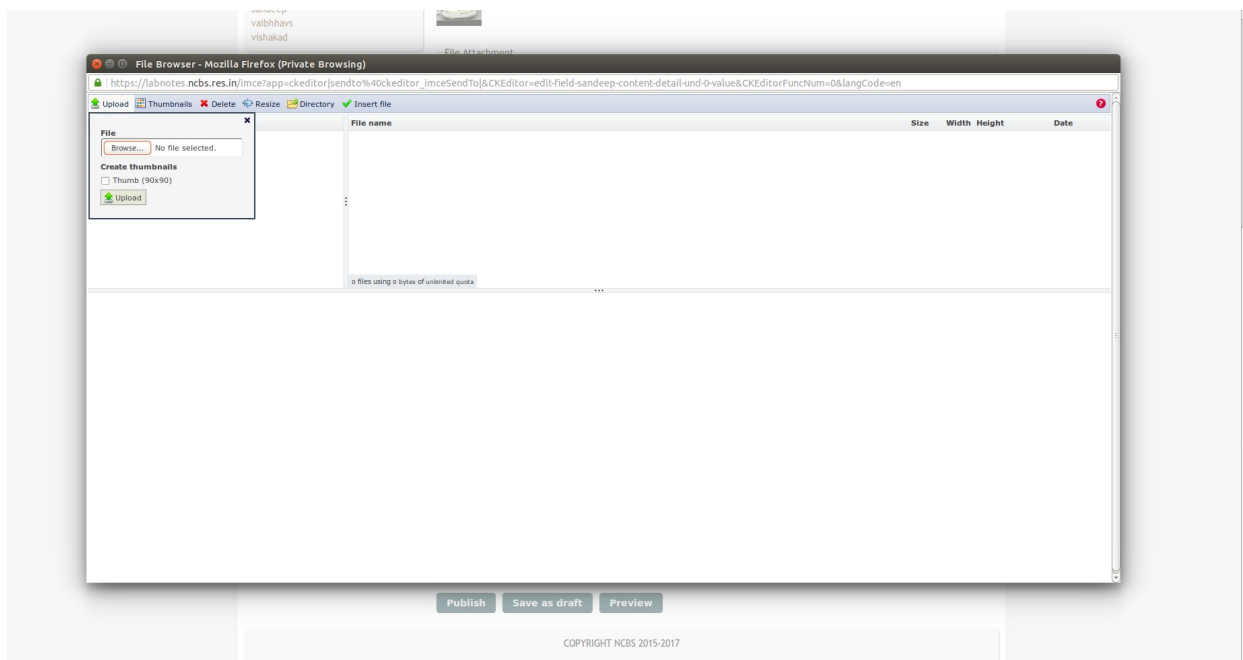 vaibhhavs
vishakad
File Attachment
File Browser - Mozilla Firefox (Private Browsing)
https://labnotes.ncbs.res.in/imce?app=ckeditor|sendto%40ckeditor_imceSendTo|&CKEditor=edit-field-sandeep-content-detail-und-0-value&CKEditorFuncNum=0&langCode=en
Upload Thumbnails Delete Resize Directory Insert file
File name Size Width Height Date
File
Browse... No file selected.
Create thumbnails
Thumb (90x90)
Upload
0 files using 0 bytes of unlimited quota
Publish Save as draft Preview
COPYRIGHT NCBS 2015-2017